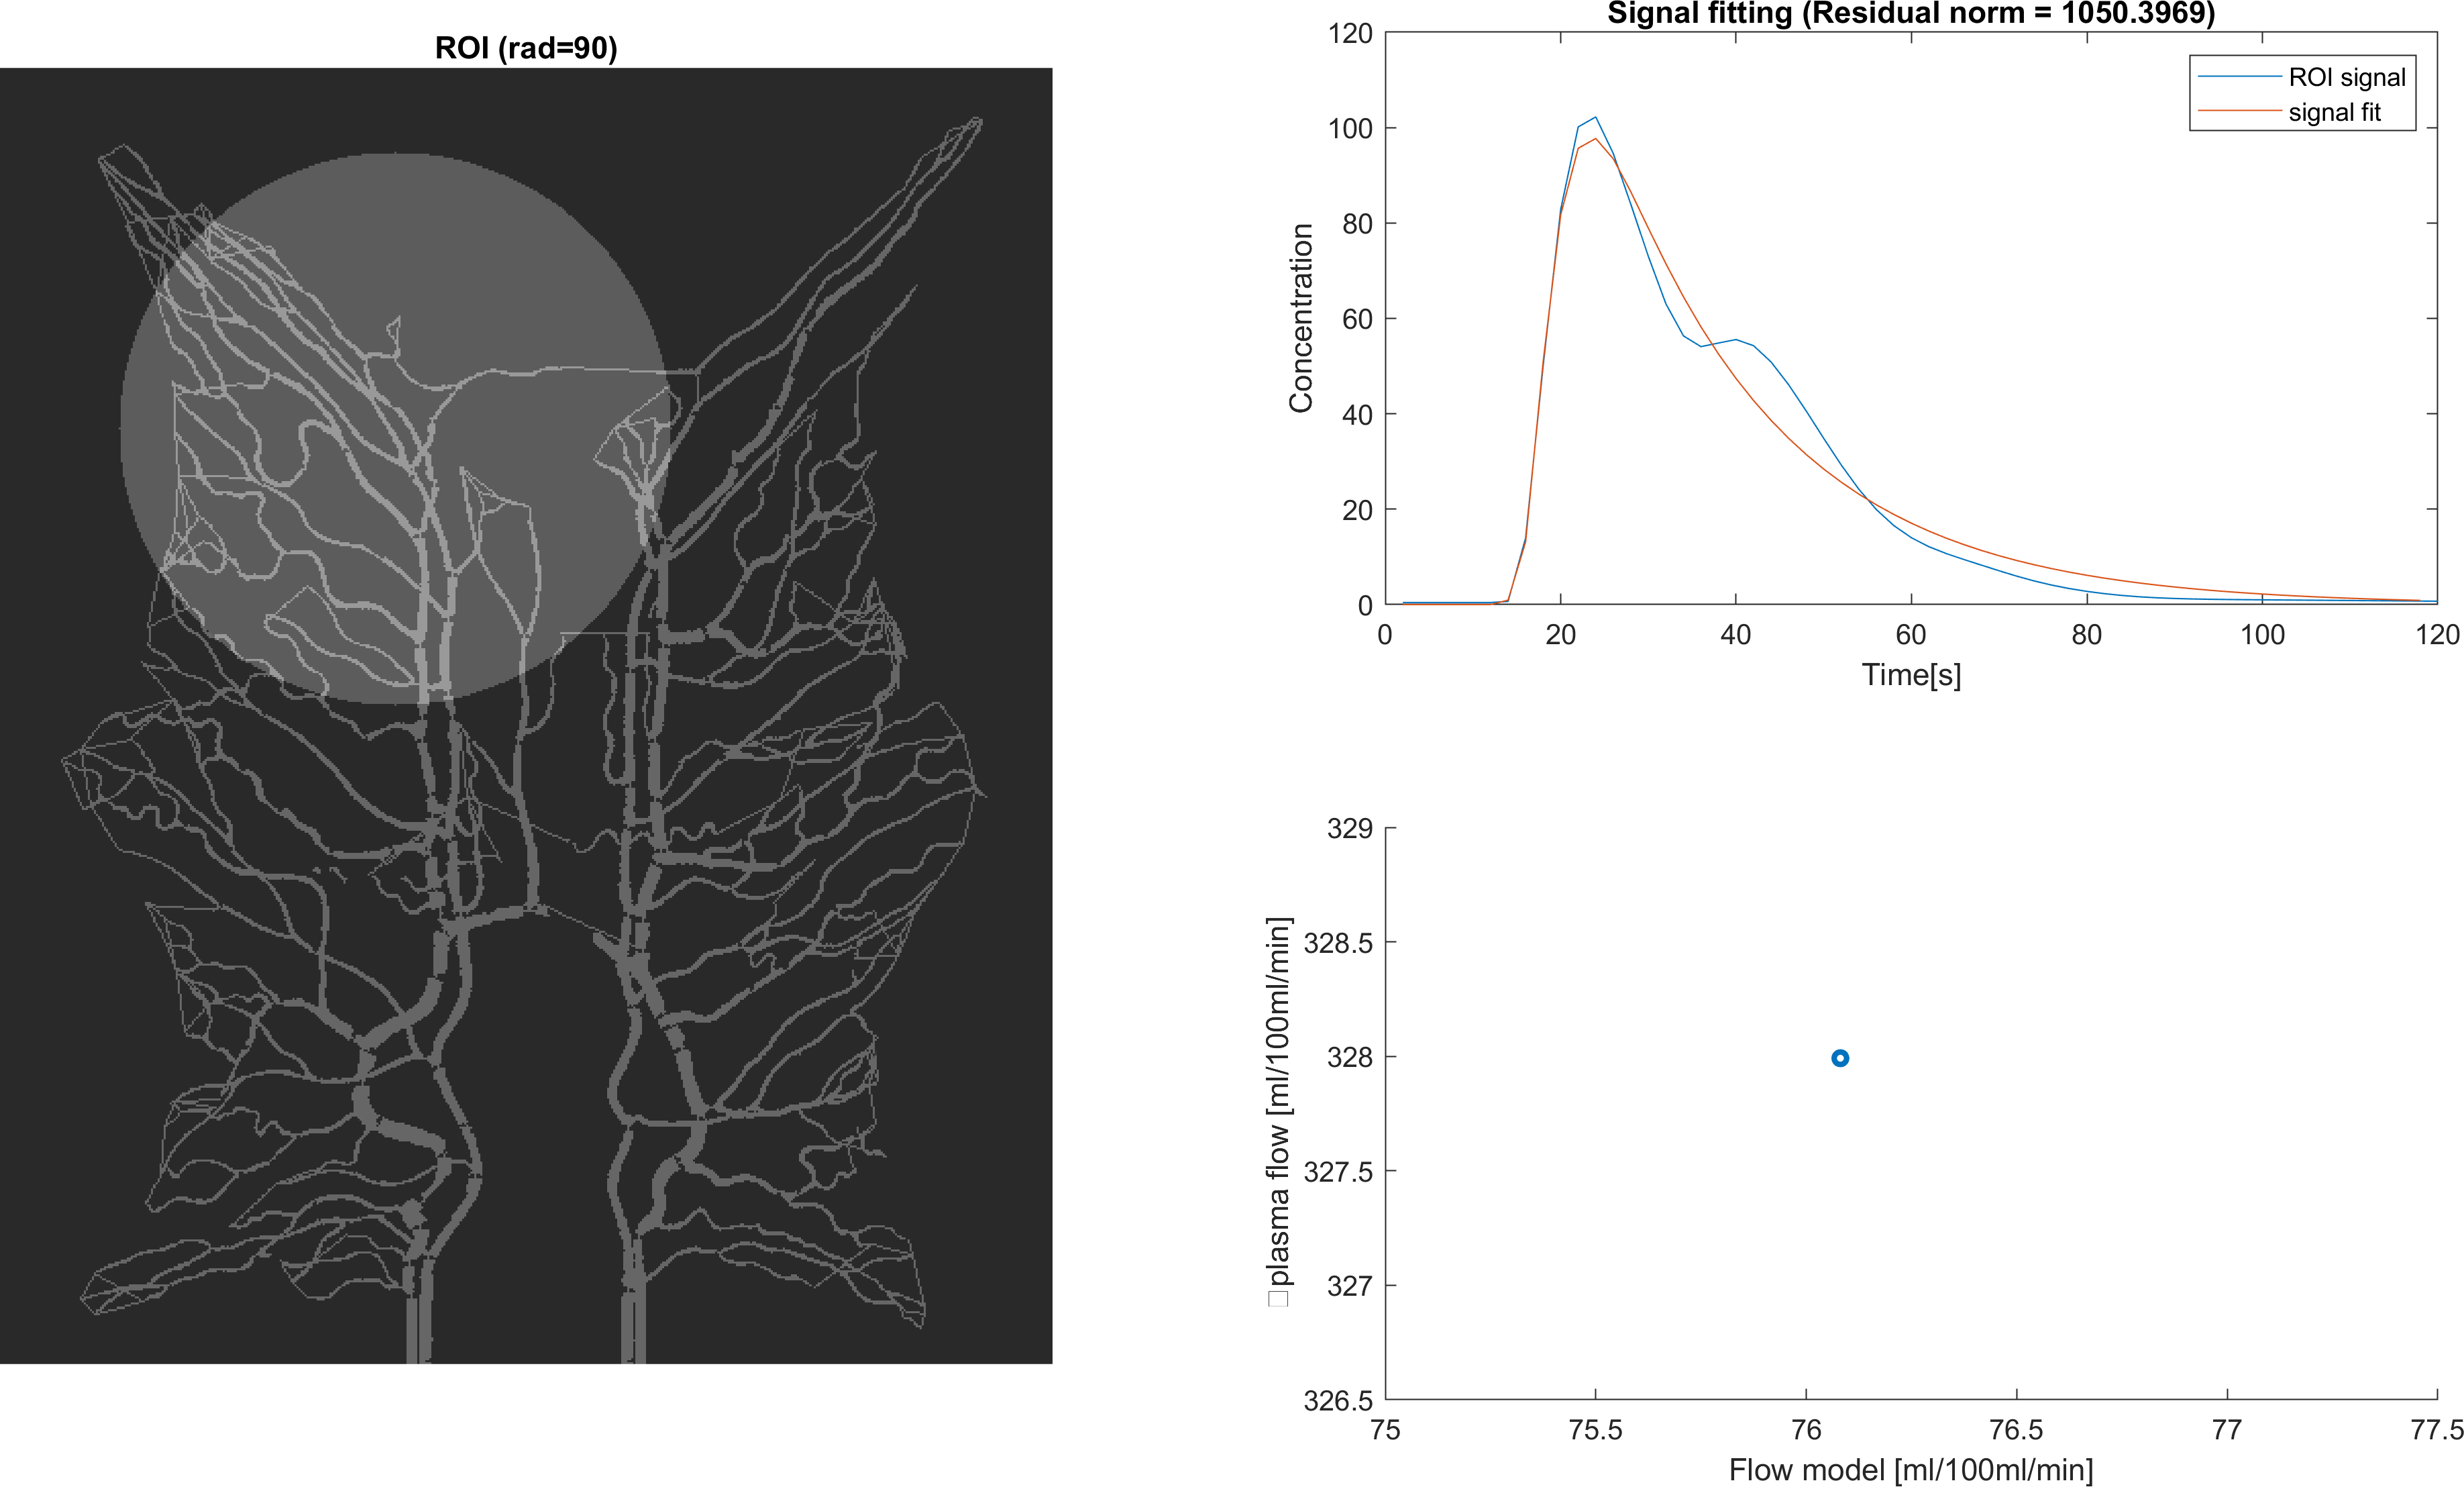 ROI (rad=90)
Signal fitting (Residual norm = 1050.3969)
120
100
80
60
40
20
0
Concentration
ROI signal
signal fit
0 20 40 60 80 100 120
Time[s]
329
328.5
328
327.5
327
326.5
□plasma flow [ml/100ml/min]
75 75.5 76 76.5 77 77.5
Flow model [ml/100ml/min]